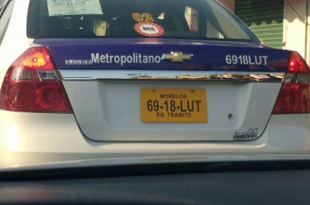 Metropolitano 6918LUT
MORELOS
69-18-LUT
EN TRAMITE